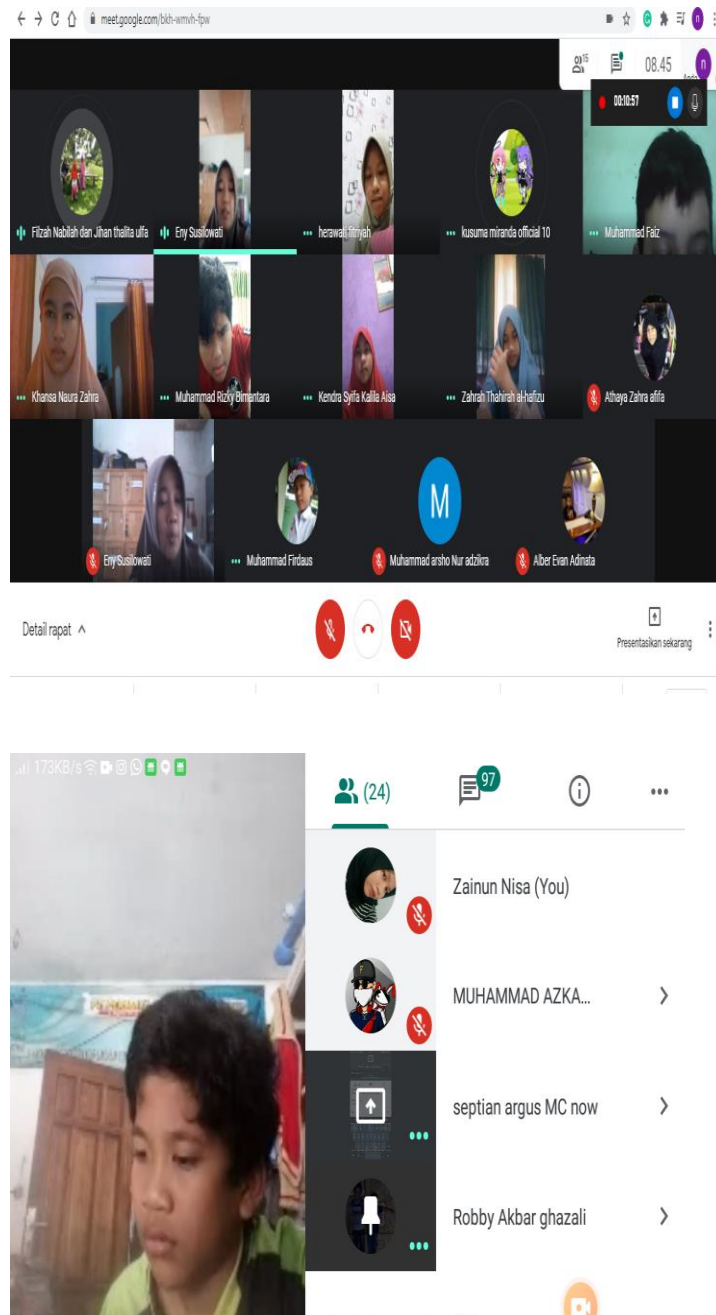 meet.google.com/bkh-wmvh-fpw
n
15
08.45
n
00:10:57
Filzah Nabilah dan Jihan thalita ulfa
Eny Susilowati
herawati fitriyah
kusuma miranda official 10
Muhammad Faiz
Khansa Naura Zahra
Muhammad Rizky Bimantara
Kendra Syifa Kalila Aisa
Zahrah Thahirah al-hafizu
Athaya Zahra afifa
M
Eny Susilowati
Muhammad Firdaus
Muhammad arsho Nur adzikra
Alber Evan Adinata
Detail rapat
Presentasikan sekarang
173KB/s
(24)
97
Zainun Nisa (You)
MUHAMMAD AZKA...
septian argus MC now
Robby Akbar ghazali